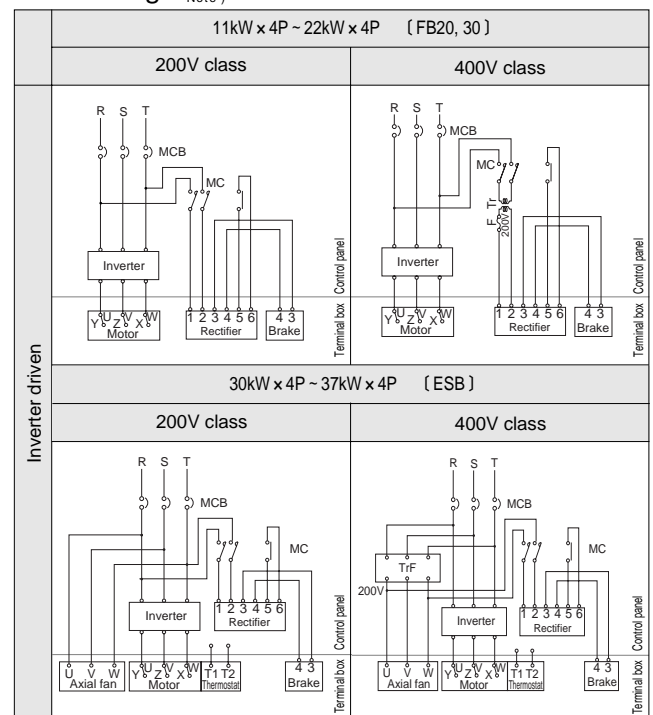 Note )
11kW x 4P ~ 22kW x 4P （FB20, 30）
200V class
400V class
R S T
MCB
MC
Inverter
Control panel
Terminal box
Y U Z V X W
Motor
1 2 3 4 5 6
Rectifier
4 3
Brake
R S T
MCB
MC
Tr
F
200V
Inverter
Control panel
Terminal box
Y U Z V X W
Motor
1 2 3 4 5 6
Rectifier
4 3
Brake
Inverter driven
30kW x 4P ~ 37kW x 4P （ESB）
200V class
400V class
R S T
MCB
MC
1 2 3 4 5 6
Rectifier
Inverter
Control panel
Terminal box
U V W
Axial fan
Y U Z V X W
Motor
T1 T2
Thermostat
4 3
Brake
R S T
MCB
MC
TrF
200V
1 2 3 4 5 6
Rectifier
Inverter
Control panel
Terminal box
U V W
Axial fan
Y U Z V X W
Motor
T1 T2
Thermostat
4 3
Brake